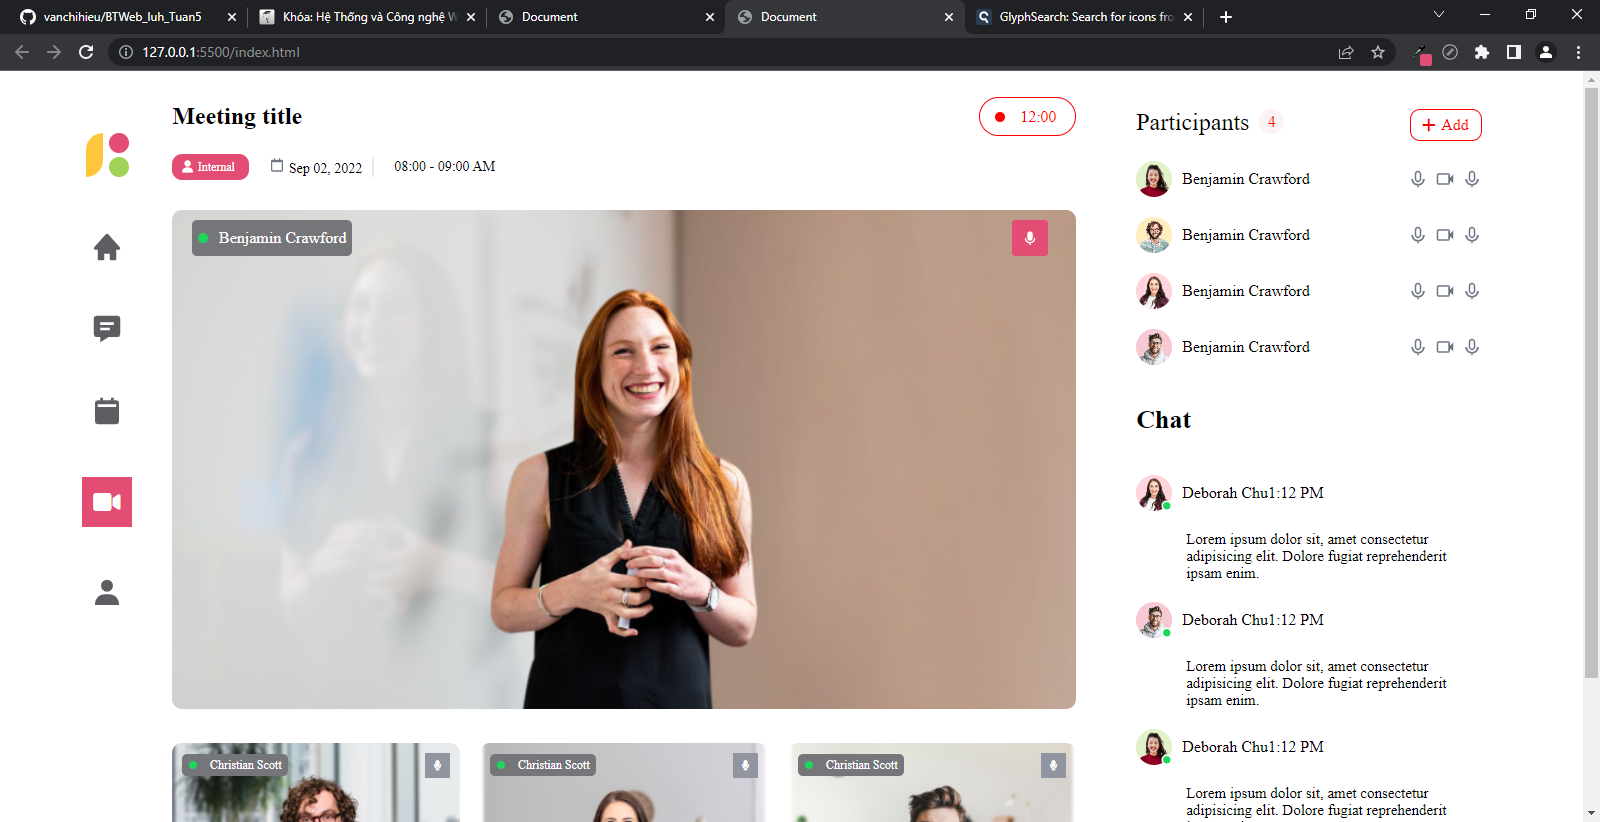 vanchihieu/BTWeb_Iuh_Tuan5
Khóa: Hệ Thống và Công nghệ W
Document
Document
GlyphSearch: Search for icons fro
127.0.0.1:5500/index.html
Meeting title
12:00
Internal
Sep 02, 2022
08:00 - 09:00 AM
Benjamin Crawford
Christian Scott
Christian Scott
Christian Scott
Participants 4
Add
Benjamin Crawford
Benjamin Crawford
Benjamin Crawford
Benjamin Crawford
Chat
Deborah Chu1:12 PM
Lorem ipsum dolor sit, amet consectetur
adipisicing elit. Dolore fugiat reprehenderit
ipsam enim.
Deborah Chu1:12 PM
Lorem ipsum dolor sit, amet consectetur
adipisicing elit. Dolore fugiat reprehenderit
ipsam enim.
Deborah Chu1:12 PM
Lorem ipsum dolor sit, amet consectetur
adipisicing elit. Dolore fugiat reprehenderit